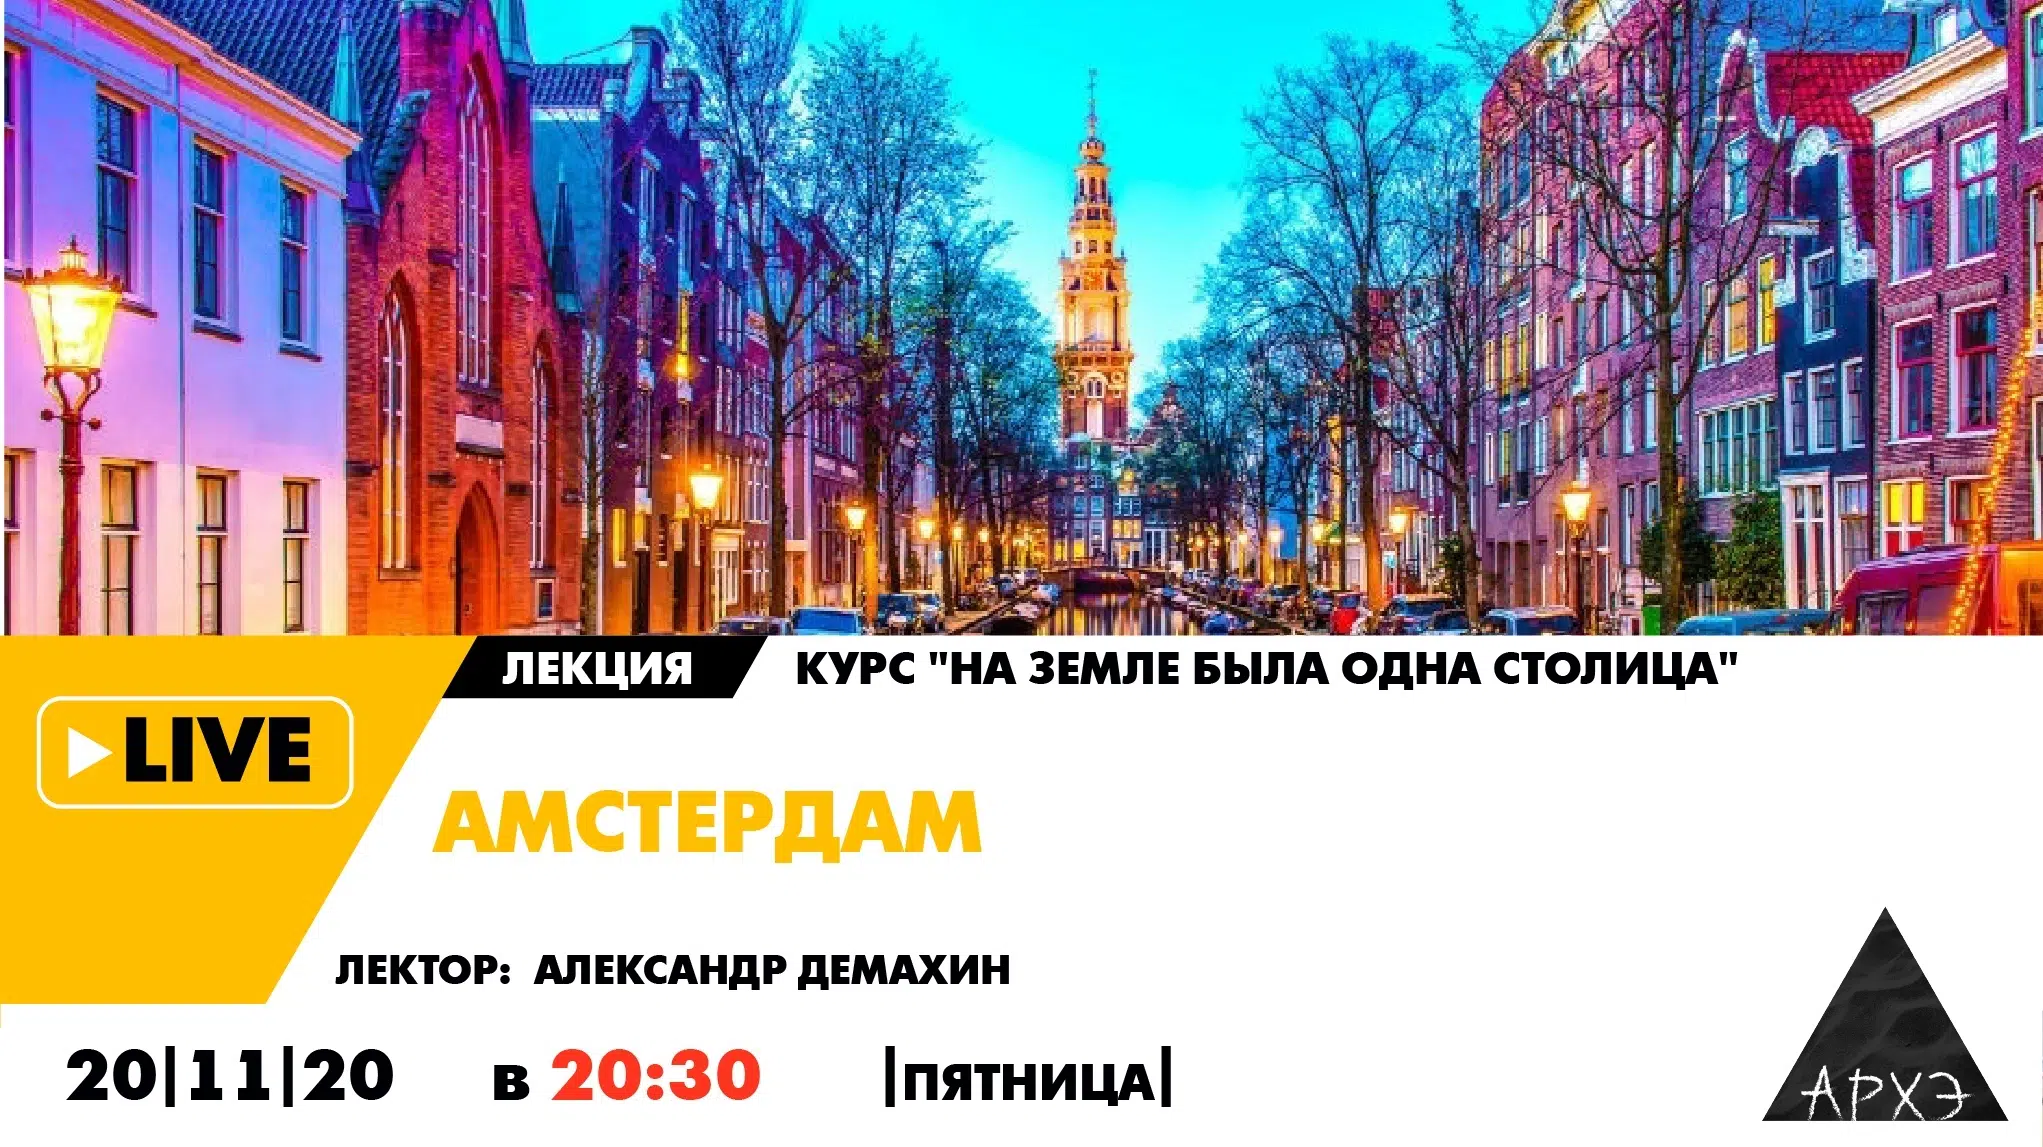 ЛЕКЦИЯ КУРС "НА ЗЕМЛЕ БЫЛА ОДНА СТОЛИЦА"
LIVE
АМСТЕРДАМ
ЛЕКТОР: АЛЕКСАНДР ДЕМАХИН
20|11|20 в 20:30 |ПЯТНИЦА|
АРХЭ